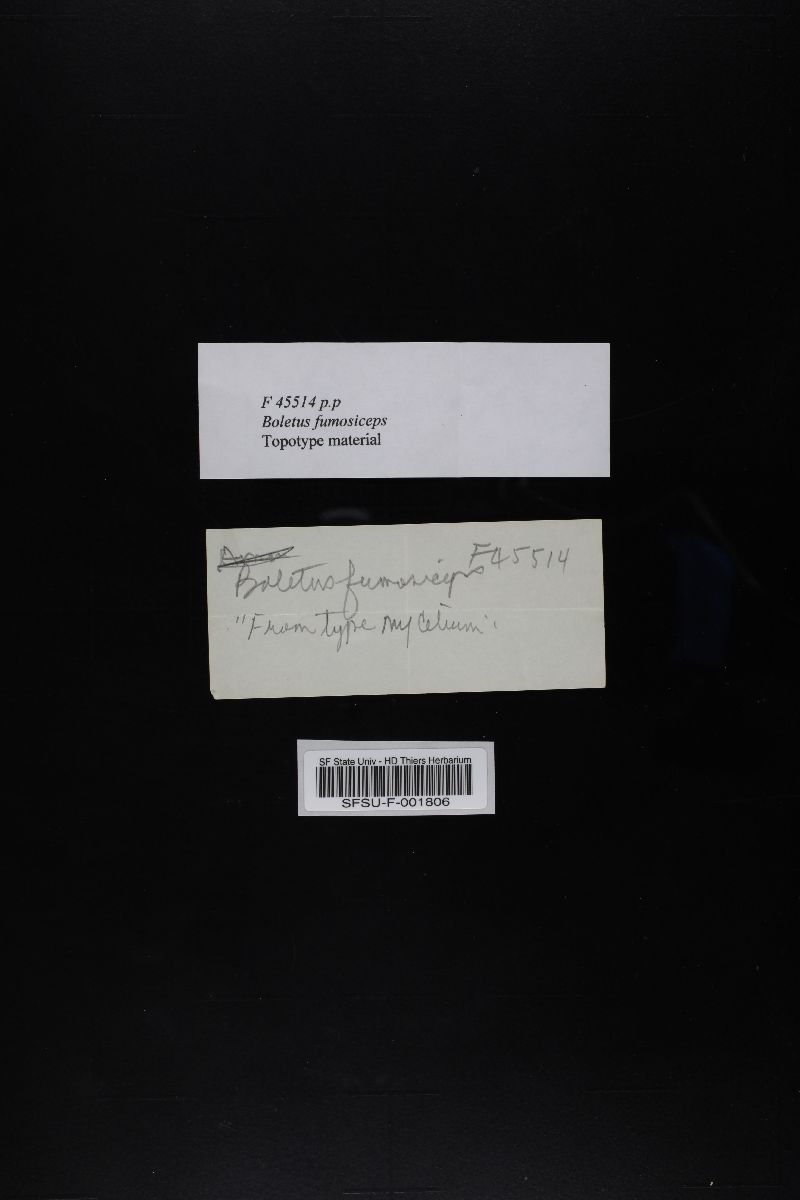 F 45514 p.p
Boletus fumosiceps
Topotype material
F45514
Boletus fumosiceps
"From type mycelium"
SF State Univ - HD Thiers Herbarium
SFSU-F-001806